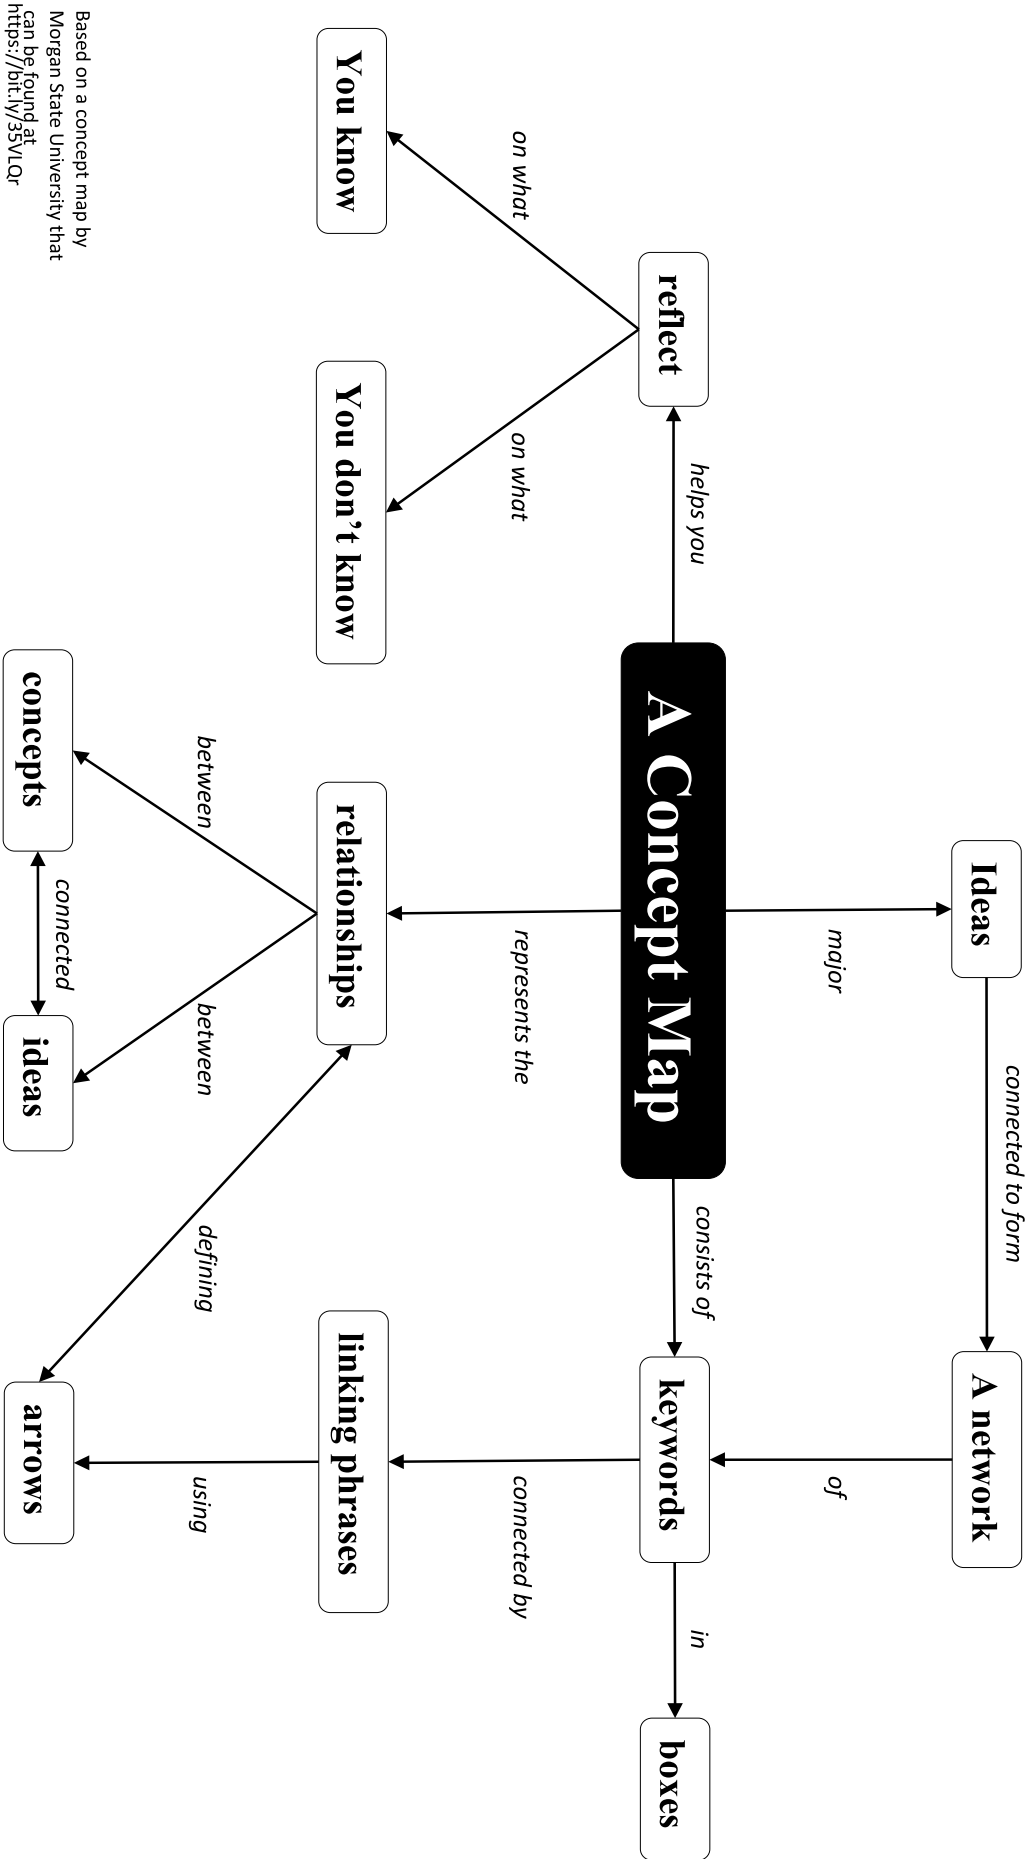 Ideas
connected to form
A network
major
of
reflect
helps you
A Concept Map
consists of
keywords
in
boxes
on what
on what
represents the
connected by
You know
You don’t know
relationships
linking phrases
between
between
defining
using
concepts
connected
ideas
arrows
Based on a concept map by
Morgan State University that
can be found at
https://bit.ly/35VLQr